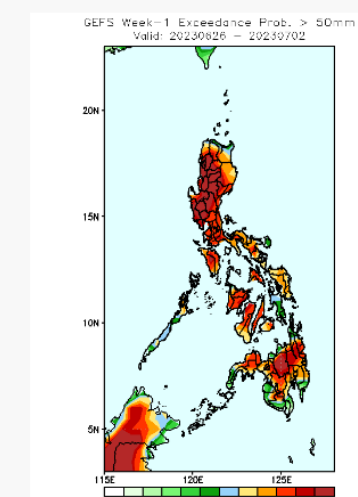 GEFS Week-1 Exceedance Prob. > 50mm
Valid: 20230626 - 20230702
20N
15N
10N
5N
115E 120E 125E